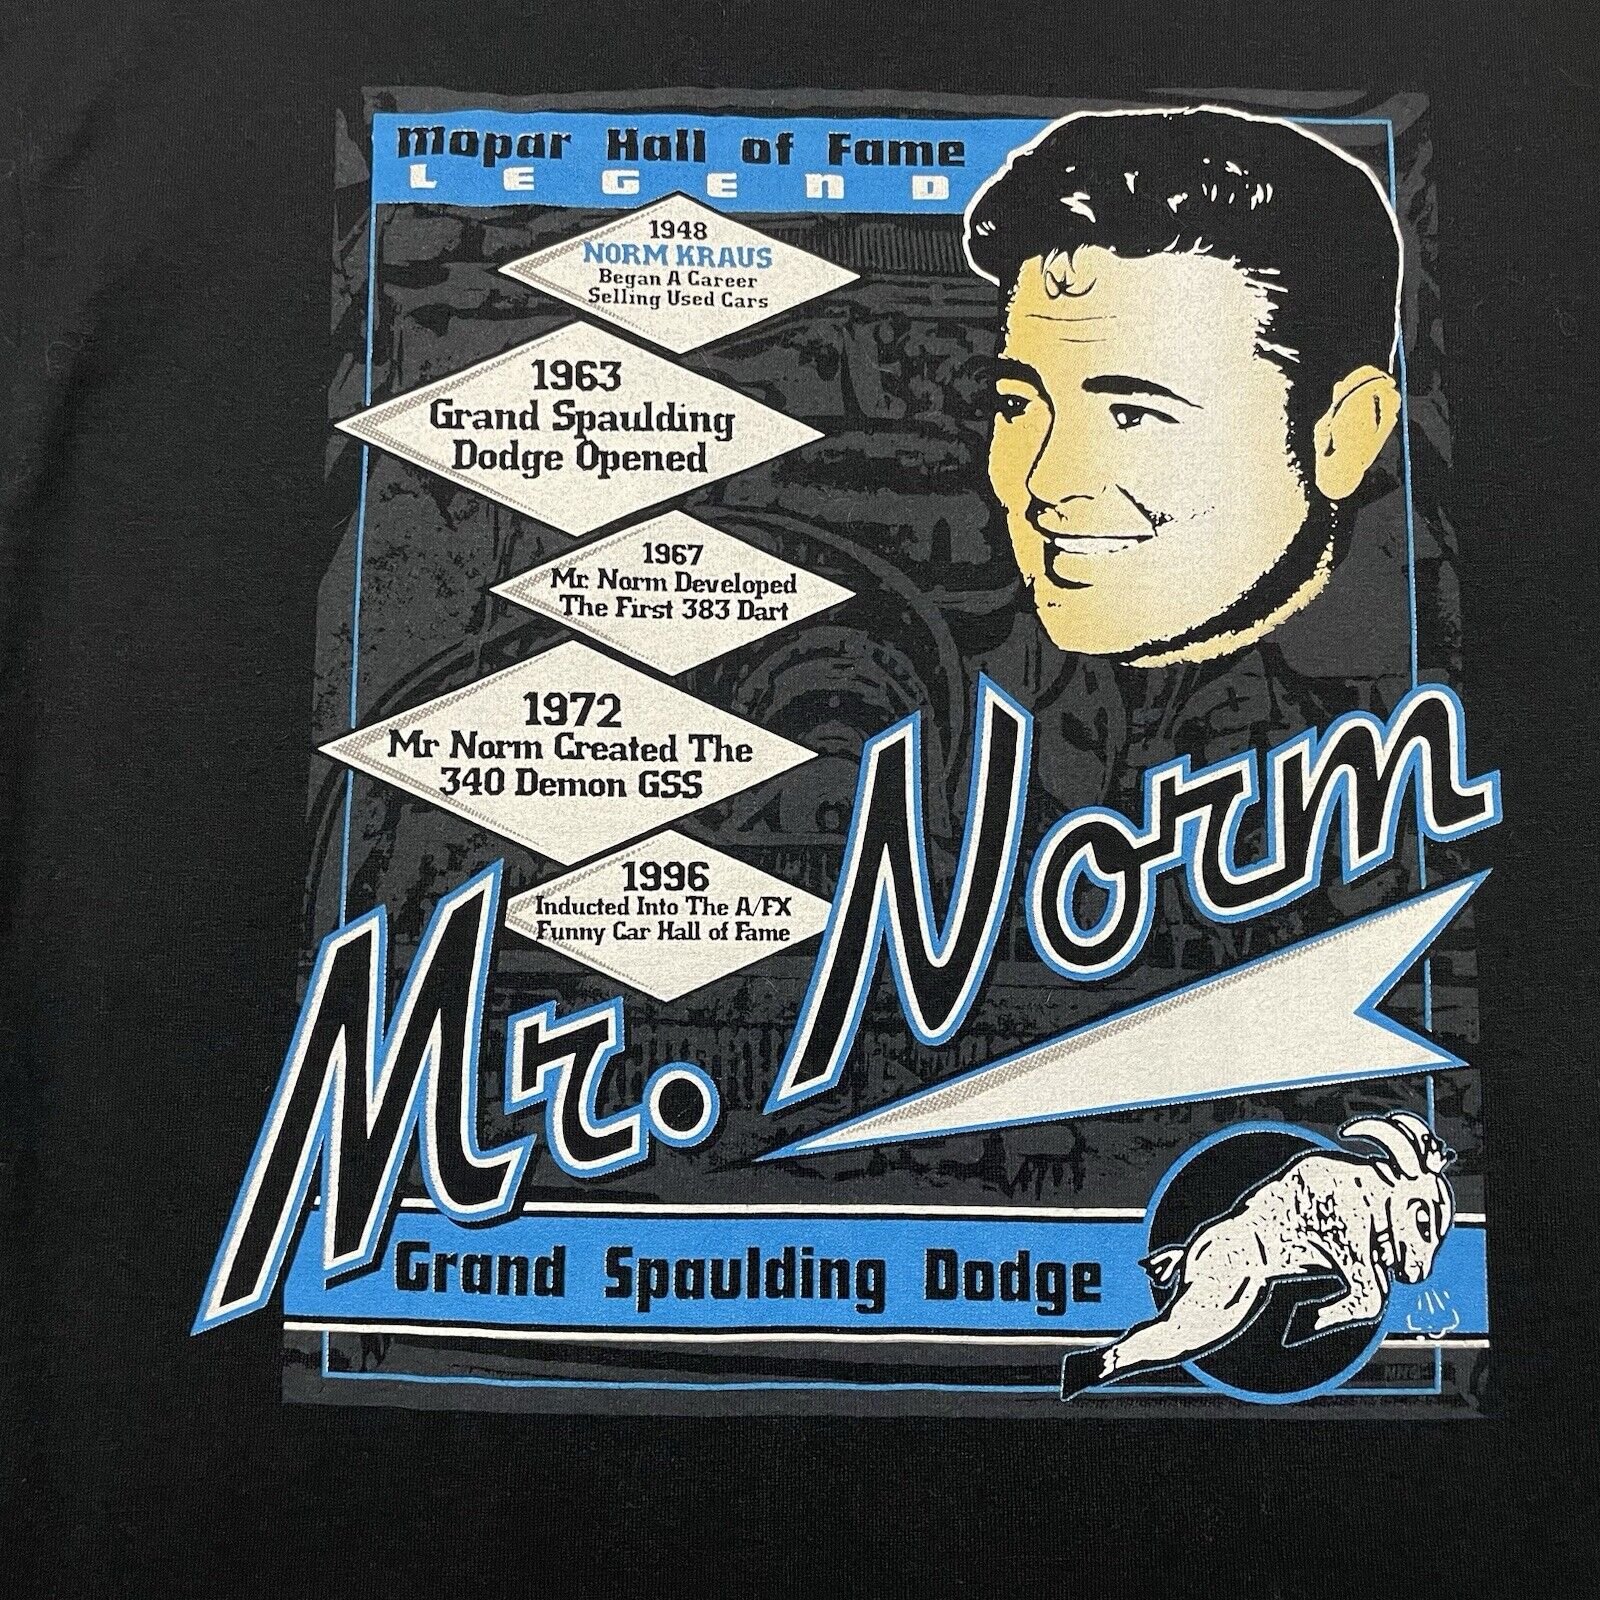 Mopar Hall of Fame
LEGEND
1948
NORM KRAUS
Began A Career
Selling Used Cars
1963
Grand Spaulding
Dodge Opened
1967
Mr. Norm Developed
The First 383 Dart
1972
Mr Norm Created The
340 Demon GSS
1996
Inducted Into The A/FX
Funny Car Hall of Fame
Mr. Norm
Grand Spaulding Dodge